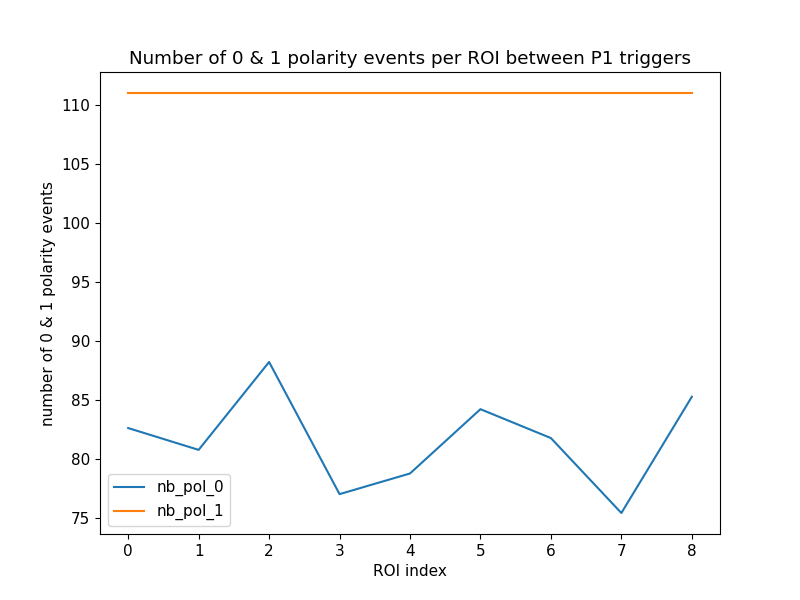 Number of 0 & 1 polarity events per ROI between P1 triggers
number of 0 & 1 polarity events
110
105
100
95
90
85
80
75
nb_pol_0
nb_pol_1
0 1 2 3 4 5 6 7 8
ROI index